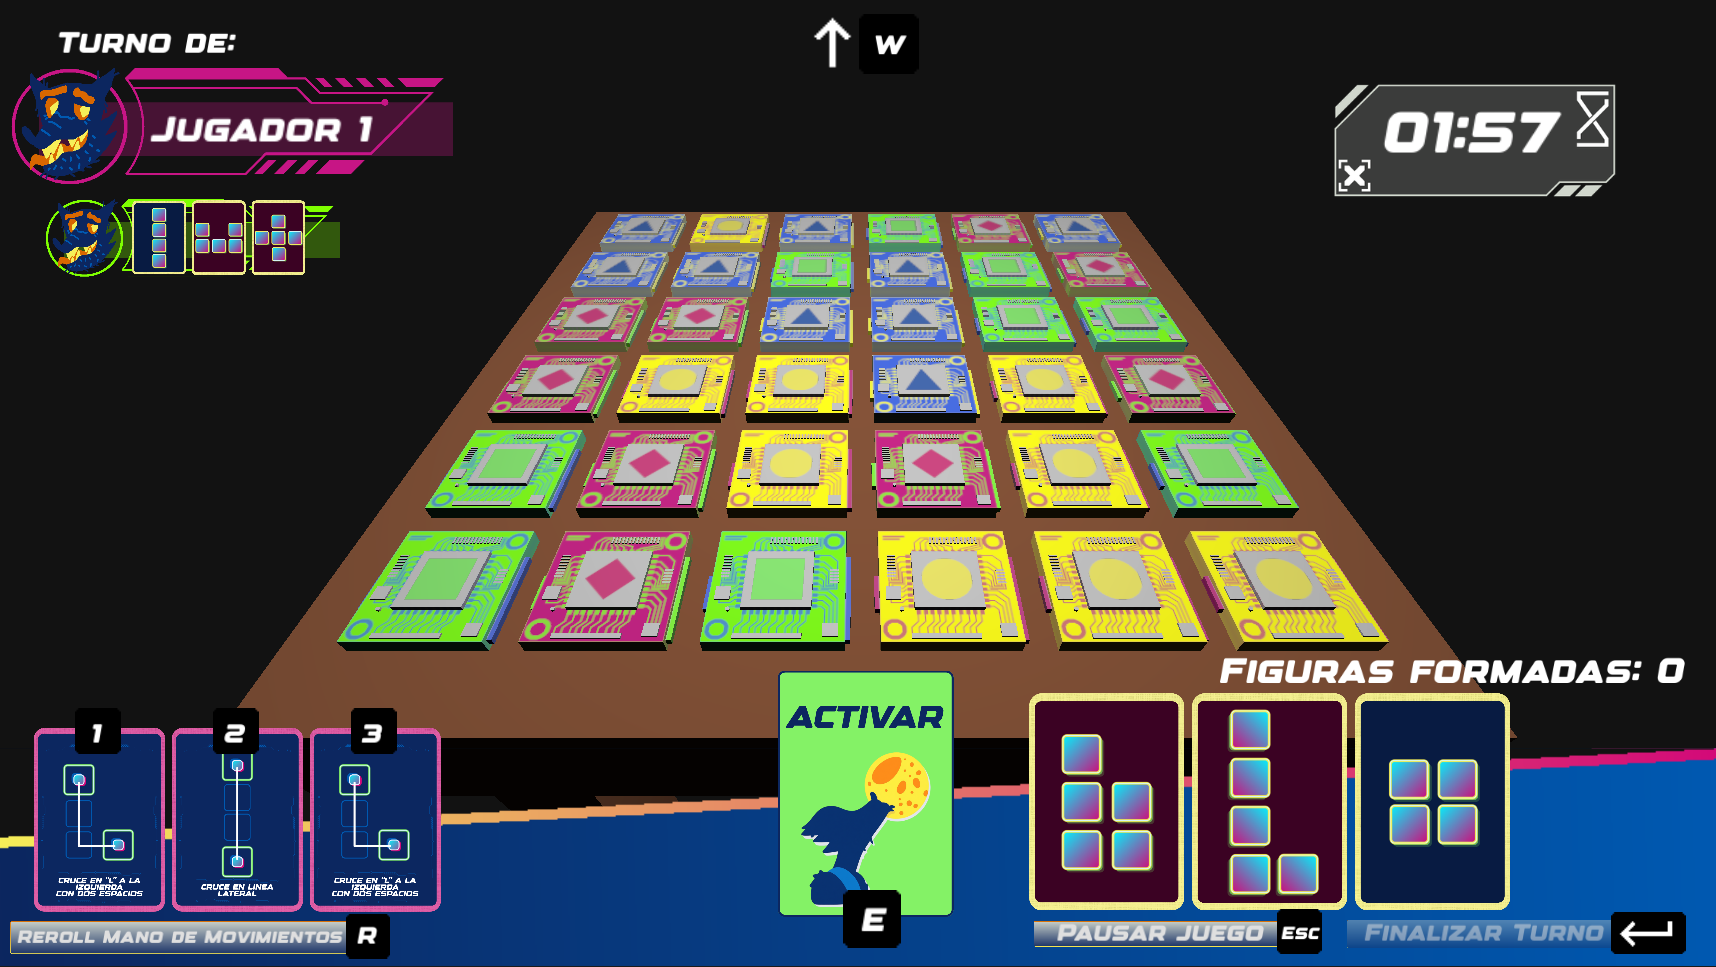 TURNO DE:
JUGADOR 1
W
01:57
FIGURAS FORMADAS: 0
1
2
3
CRUCE EN "L" A LA
IZQUIERDA
CON DOS ESPACIOS
CRUCE EN LINEA
LATERAL
CRUCE EN "L" A LA
IZQUIERDA
CON DOS ESPACIOS
ACTIVAR
E
REROLL MANO DE MOVIMIENTOS R
PAUSAR JUEGO ESC
FINALIZAR TURNO